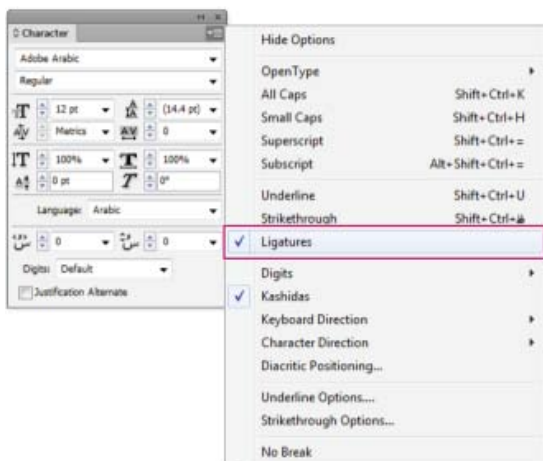 Character
Adobe Arabic
Regular
12 pt
(14.4 pt)
Metrics
0
100%
100%
0 pt
0°
Language: Arabic
0
0
Digits: Default
Justification Alternate
Hide Options
OpenType
All Caps Shift+Ctrl+K
Small Caps Shift+Ctrl+H
Superscript Shift+Ctrl+=
Subscript Alt+Shift+Ctrl+=
Underline Shift+Ctrl+U
Strikethrough Shift+Ctrl+
Ligatures
Digits
Kashidas
Keyboard Direction
Character Direction
Diacritic Positioning...
Underline Options....
Strikethrough Options...
No Break